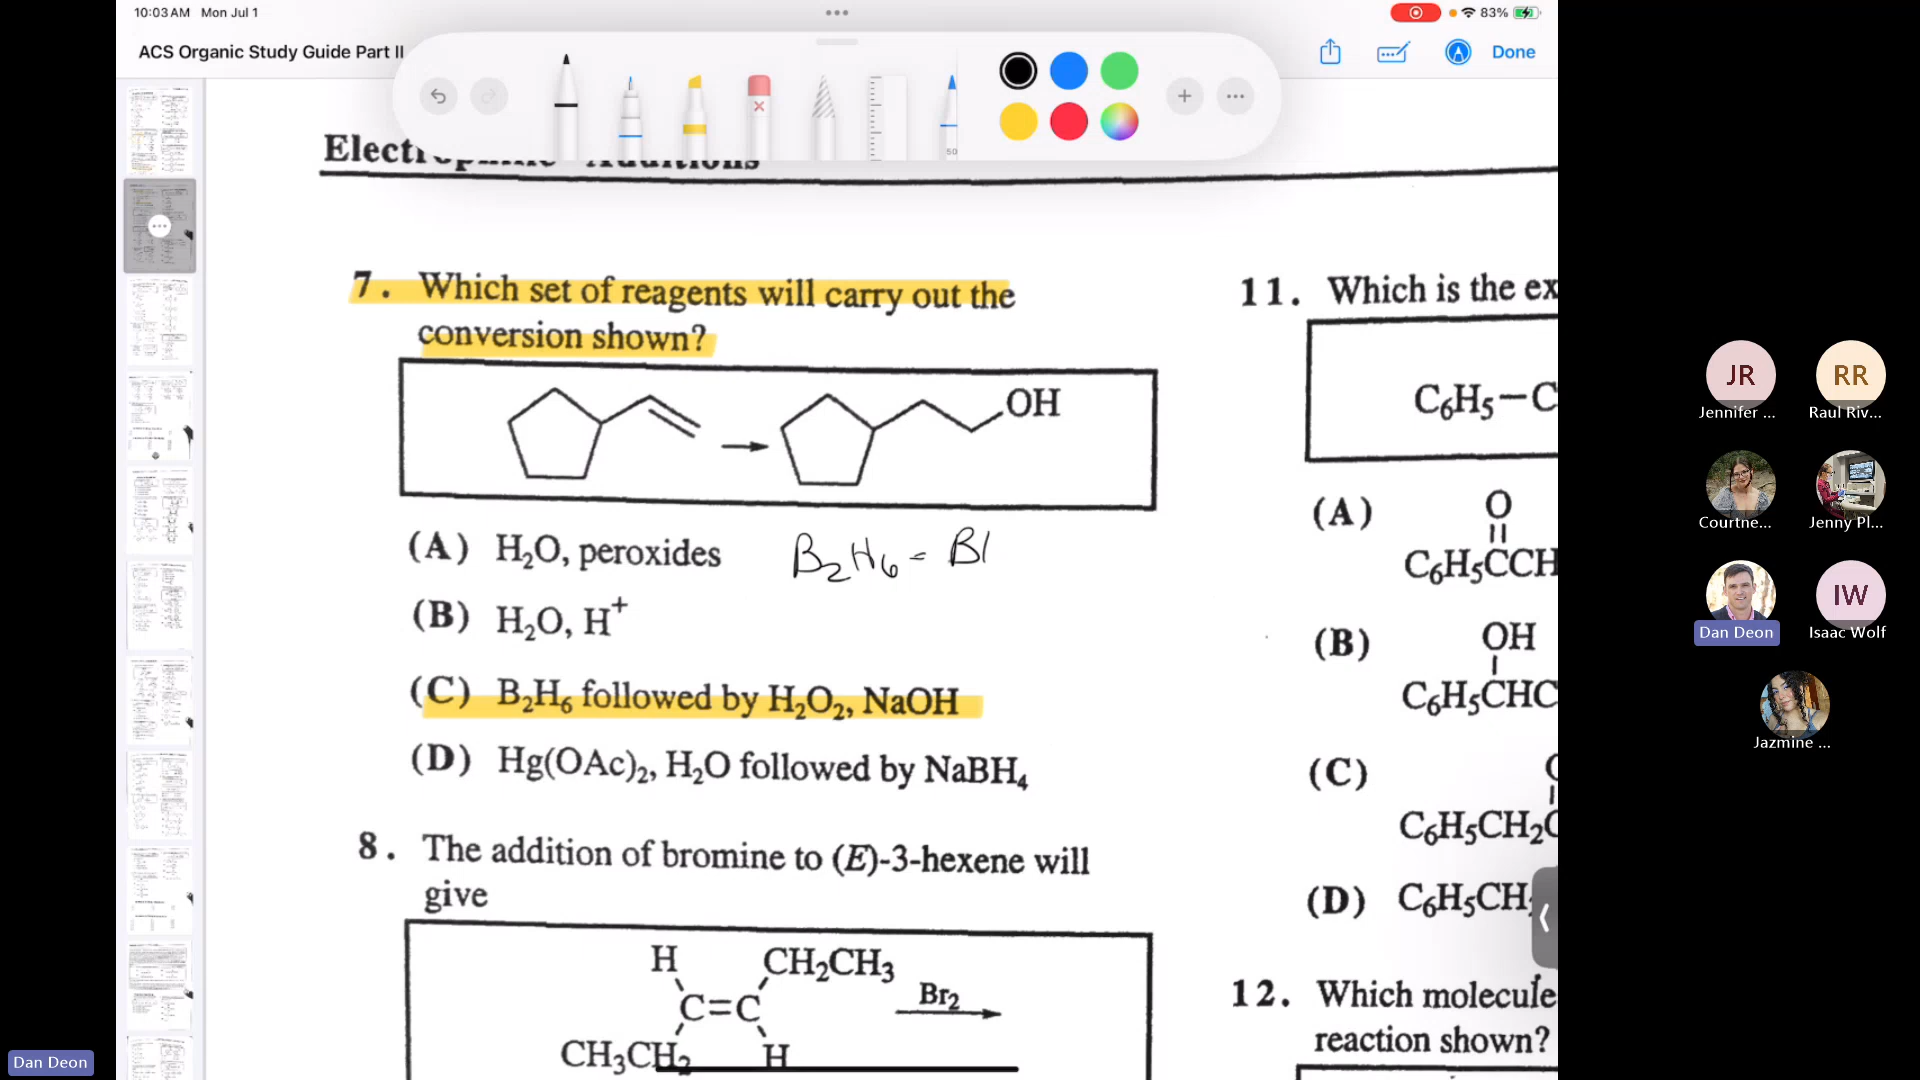 10:03 AM Mon Jul 1
83%
ACS Organic Study Guide Part II
Done
50
Additions
7. Which set of reagents will carry out the
conversion shown?
OH
(A) H₂O, peroxides
B₂H₆ = B
(B) H₂O, H⁺
(C) B₂H₆ followed by H₂O₂, NaOH
(D) Hg(OAc)₂, H₂O followed by NaBH₄
8. The addition of bromine to (E)-3-hexene will
give
H CH₂CH₃
C=C Br₂
CH₃CH₂ H
11. Which is the ex
C₆H₅—C
(A) O
C₆H₅CCH
(B) OH
C₆H₅CHC
(C)
C₆H₅CH₂C
(D) C₆H₅CH
12. Which molecule
reaction shown?
JR
Jennifer ...
RR
Raul Riv...
Courtne...
Jenny Pl...
Dan Deon
IW
Isaac Wolf
Jazmine ...
Dan Deon